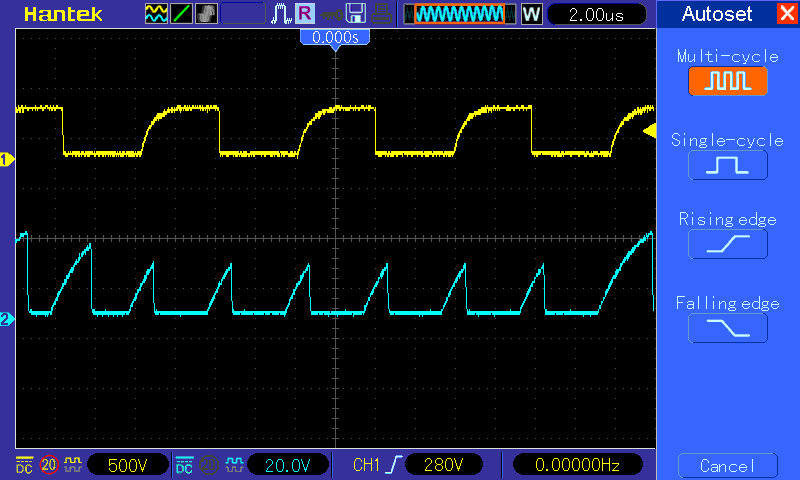 Hantek
R
W
2.00us
Autoset
X
0.000s
Multi-cycle
Single-cycle
Rising edge
Falling edge
1
2
DC 20 500V
DC 20 20.0V
CH1 280V
0.00000Hz
Cancel